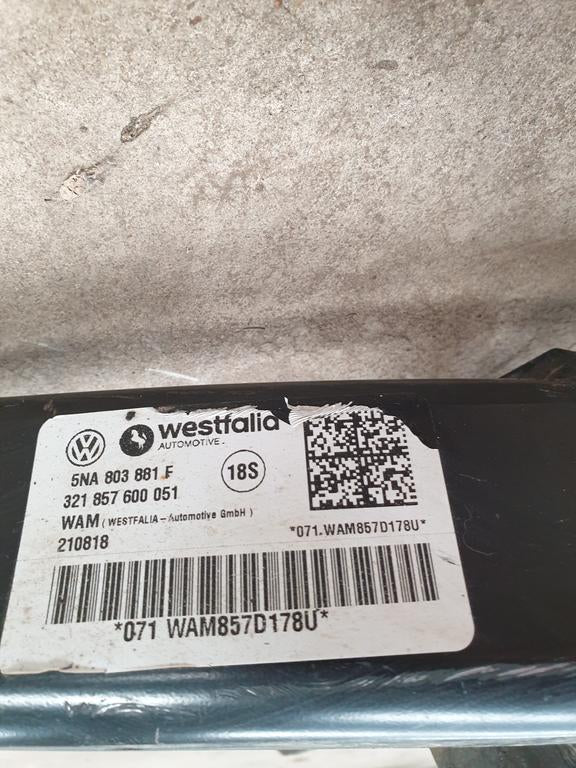 westfalia
AUTOMOTIVE
5NA 803 881 F
18S
321 857 600 051
WAM ( WESTFALIA - Automotive GmbH )
210818
*071.WAM857D178U*
*071 WAM857D178U*